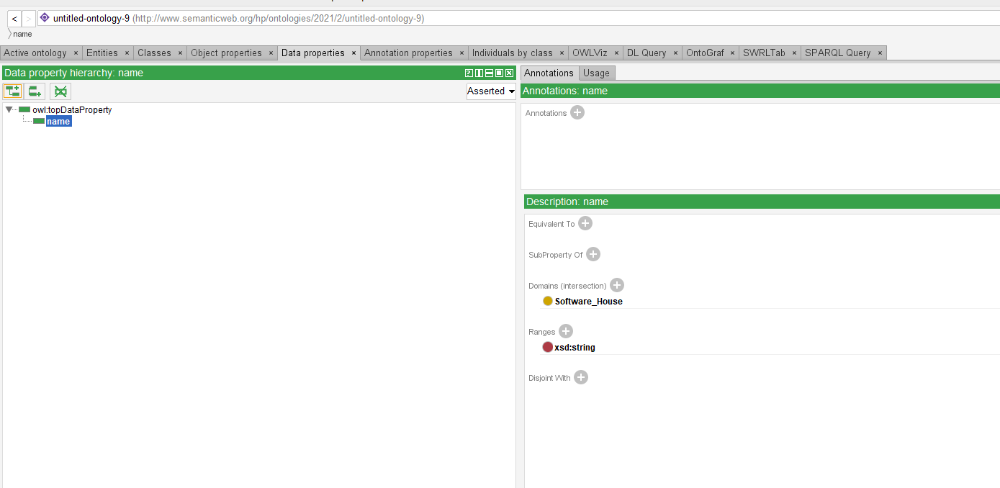 < > untitled-ontology-9 (http://www.semanticweb.org/hp/ontologies/2021/2/untitled-ontology-9)
name
Active ontology × Entities × Classes × Object properties × Data properties × Annotation properties × Individuals by class × OWLViz × DL Query × OntoGraf × SWRLTab × SPARQL Query ×
Data property hierarchy: name
Asserted
owl:topDataProperty
name
Annotations Usage
Annotations: name
Annotations
Description: name
Equivalent To
SubProperty Of
Domains (intersection)
Software_House
Ranges
xsd:string
Disjoint With